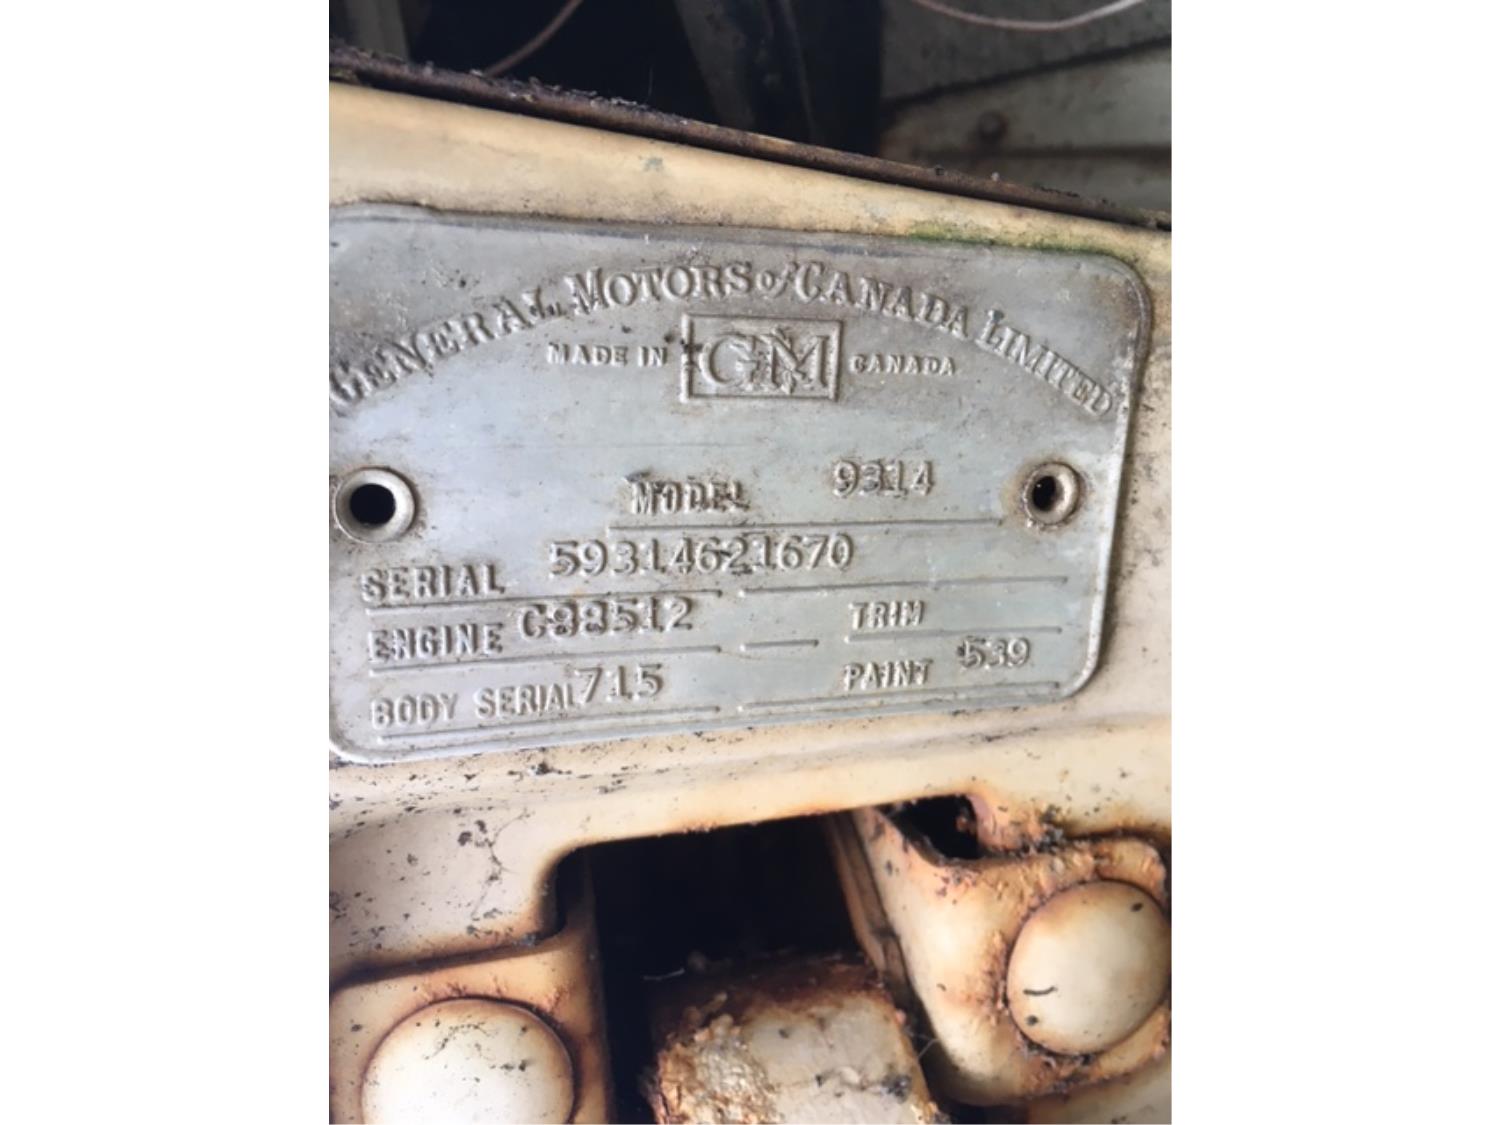 GENERAL MOTORS of CANADA LIMITED
MADE IN GM CANADA
MODEL 9314
SERIAL 59314621670
ENGINE C88512 TRIM
BODY SERIAL 715 PAINT 539